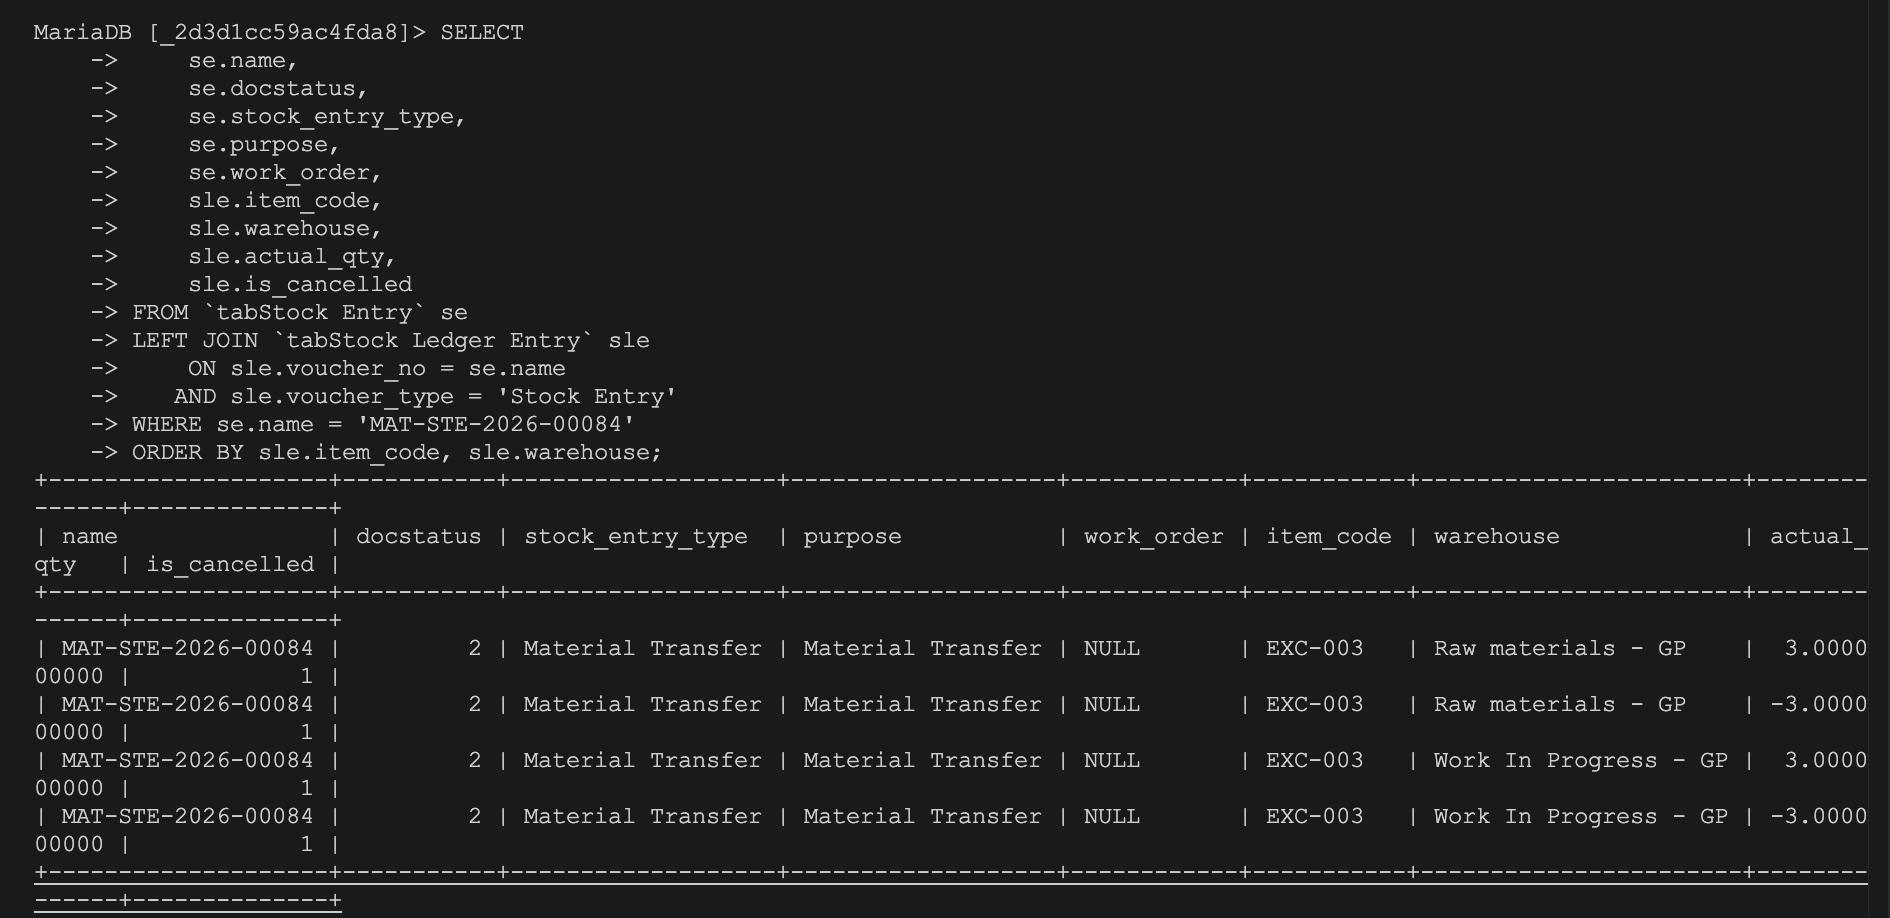 MariaDB [_2d3d1cc59ac4fda8]> SELECT
    ->     se.name,
    ->     se.docstatus,
    ->     se.stock_entry_type,
    ->     se.purpose,
    ->     se.work_order,
    ->     sle.item_code,
    ->     sle.warehouse,
    ->     sle.actual_qty,
    ->     sle.is_cancelled
    -> FROM `tabStock Entry` se
    -> LEFT JOIN `tabStock Ledger Entry` sle
    ->     ON sle.voucher_no = se.name
    ->    AND sle.voucher_type = 'Stock Entry'
    -> WHERE se.name = 'MAT-STE-2026-00084'
    -> ORDER BY sle.item_code, sle.warehouse;
+--------------------+-----------+-------------------+-------------------+------------+-----------+-----------------------+--------
------+--------------+
| name               | docstatus | stock_entry_type  | purpose           | work_order | item_code | warehouse             | actual_
qty   | is_cancelled |
+--------------------+-----------+-------------------+-------------------+------------+-----------+-----------------------+--------
------+--------------+
| MAT-STE-2026-00084 |         2 | Material Transfer | Material Transfer | NULL       | EXC-003   | Raw materials - GP    |  3.0000
00000 |            1 |
| MAT-STE-2026-00084 |         2 | Material Transfer | Material Transfer | NULL       | EXC-003   | Raw materials - GP    | -3.0000
00000 |            1 |
| MAT-STE-2026-00084 |         2 | Material Transfer | Material Transfer | NULL       | EXC-003   | Work In Progress - GP |  3.0000
00000 |            1 |
| MAT-STE-2026-00084 |         2 | Material Transfer | Material Transfer | NULL       | EXC-003   | Work In Progress - GP | -3.0000
00000 |            1 |
+--------------------+-----------+-------------------+-------------------+------------+-----------+-----------------------+--------
------+--------------+